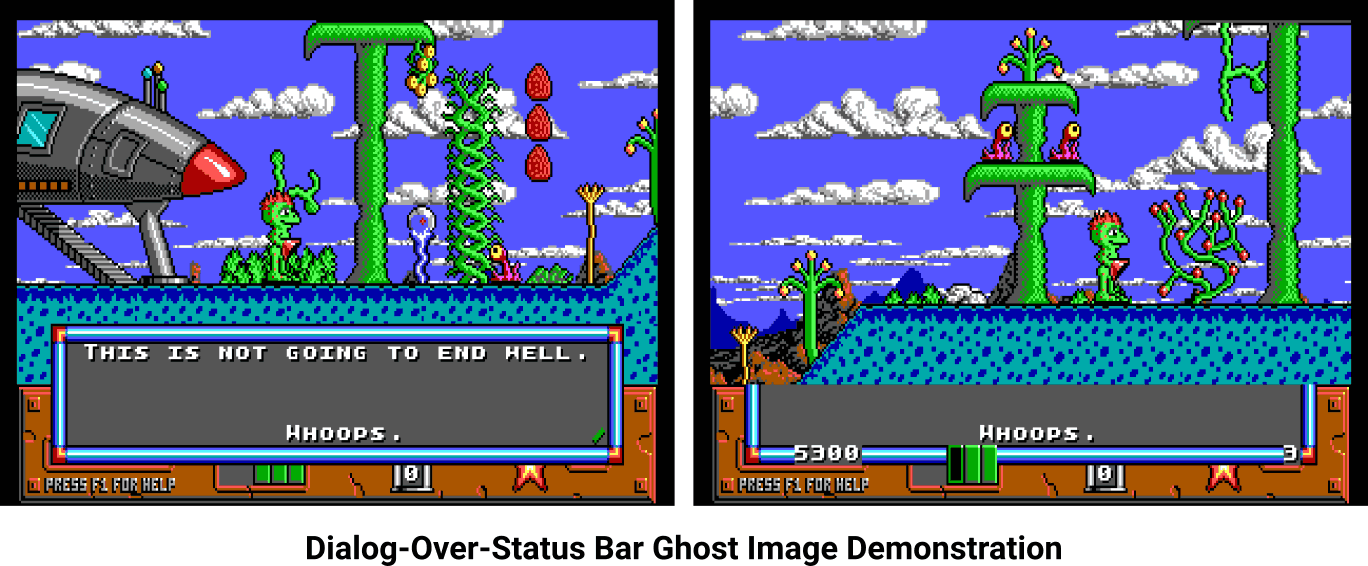 THIS IS NOT GOING TO END WELL.
WHOOPS.
0
PRESS F1 FOR HELP
WHOOPS.
5300
3
0
PRESS F1 FOR HELP
Dialog-Over-Status Bar Ghost Image Demonstration